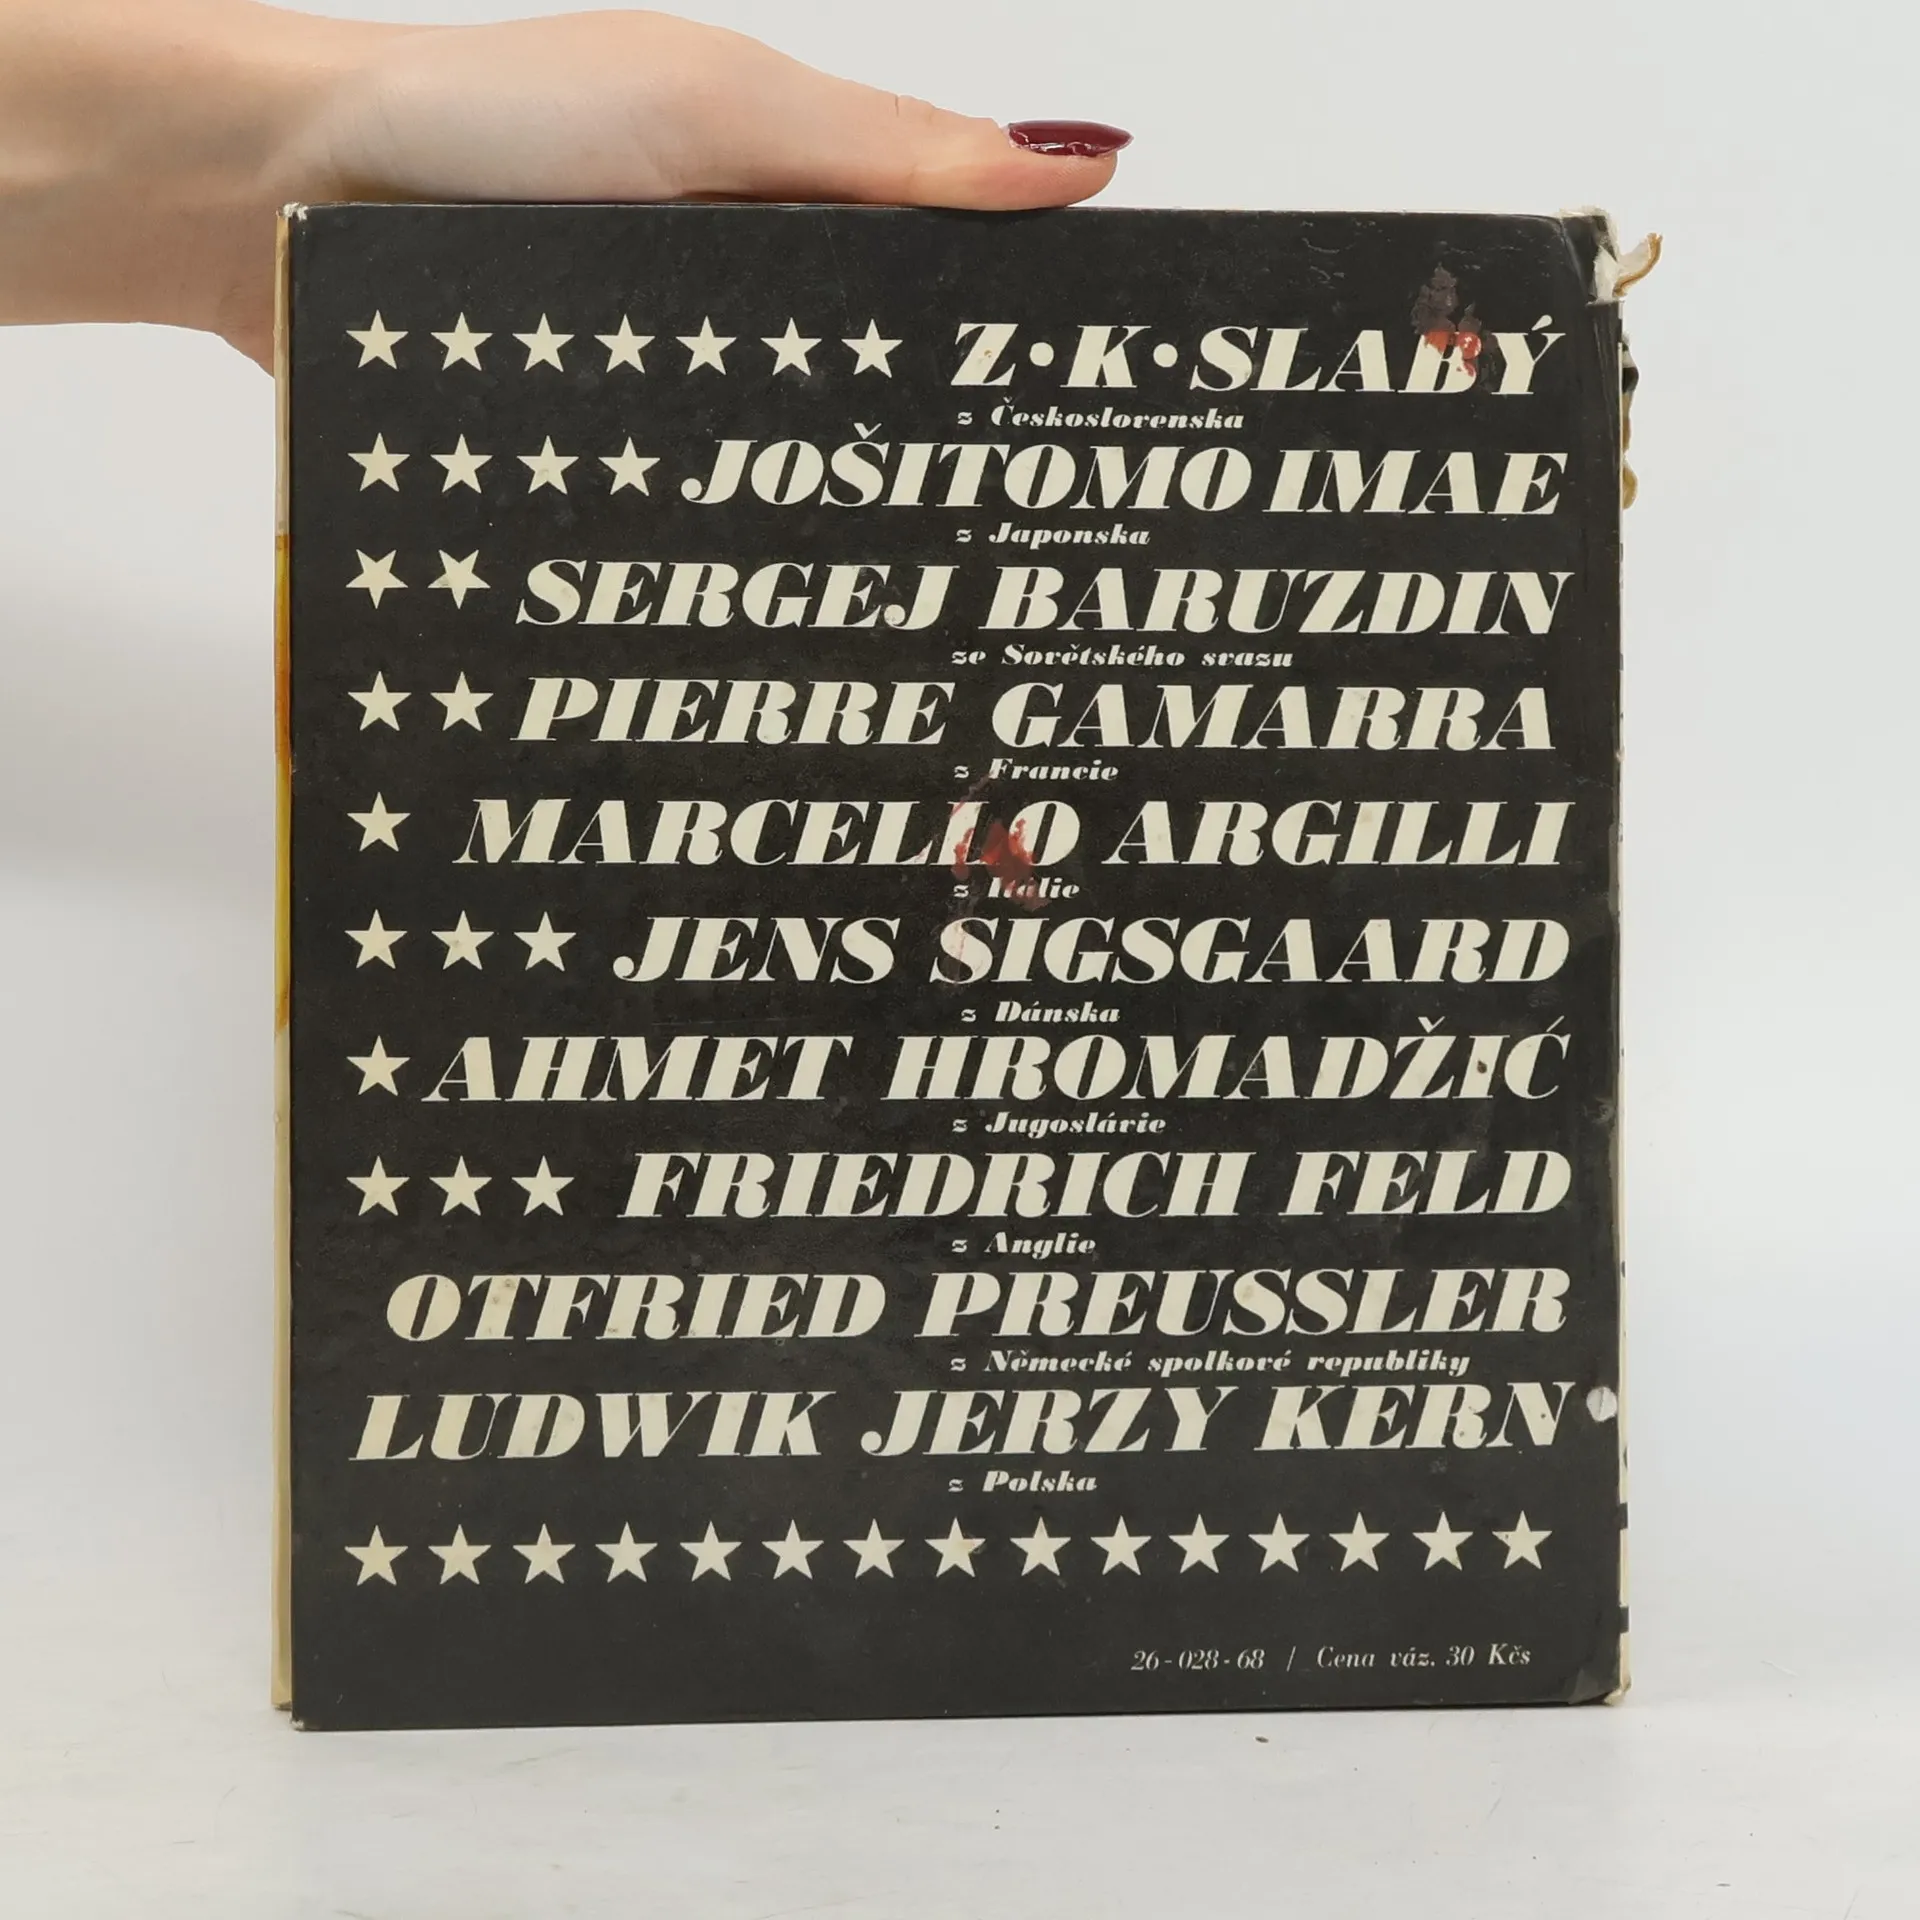 Z·K·SLABÝ
z Československa
JOŠITOMO IMAE
z Japonska
SERGEJ BARUZDIN
ze Sovětského svazu
PIERRE GAMARRA
z Francie
MARCELLO ARGILLI
z Itálie
JENS SIGSGAARD
z Dánska
AHMET HROMADŽIĆ
z Jugoslávie
FRIEDRICH FELD
z Anglie
OTFRIED PREUSSLER
z Německé spolkové republiky
LUDWIK JERZY KERN
z Polska
26-028-68 / Cena váz. 30 Kčs